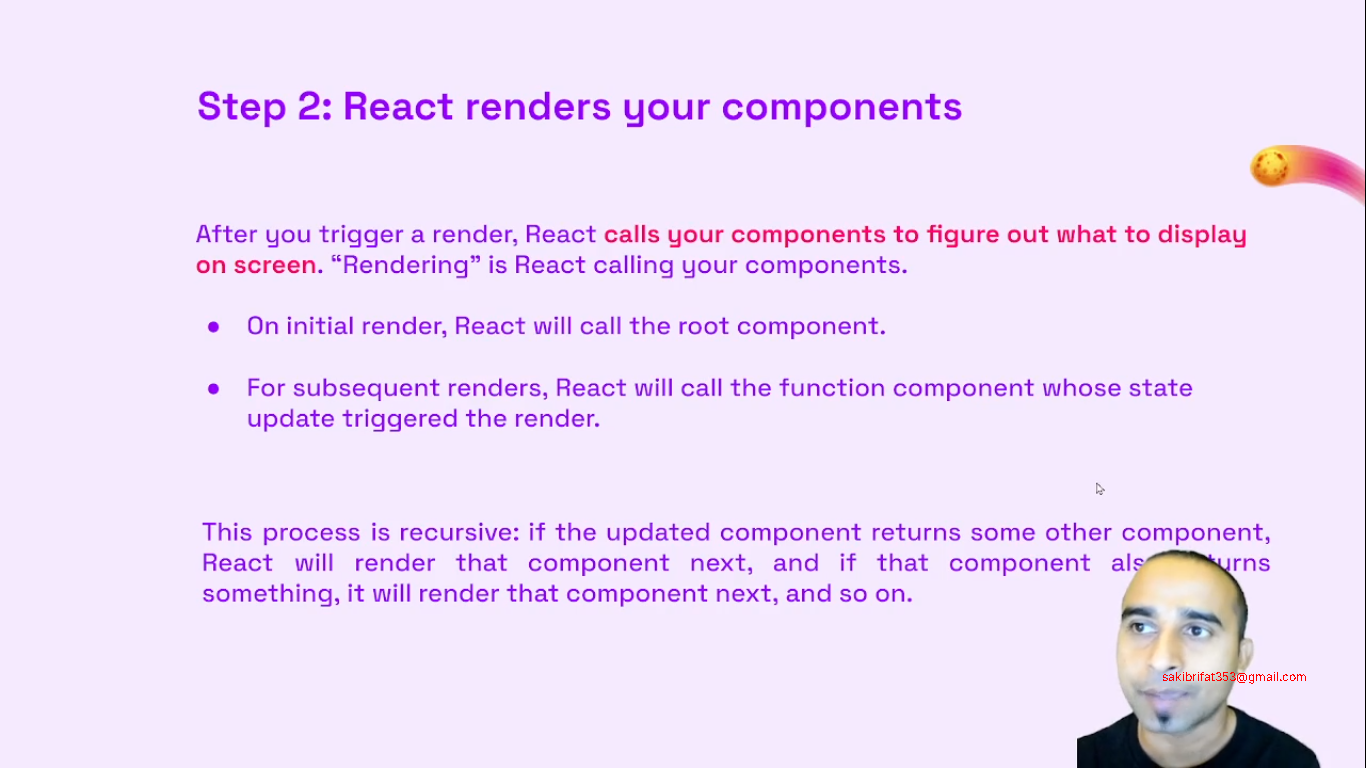 Step 2: React renders your components
After you trigger a render, React calls your components to figure out what to display
on screen. “Rendering” is React calling your components.
● On initial render, React will call the root component.
● For subsequent renders, React will call the function component whose state
update triggered the render.
This process is recursive: if the updated component returns some other component,
React will render that component next, and if that component
something, it will render that component next, and so on.
sakibrifat353@gmail.com